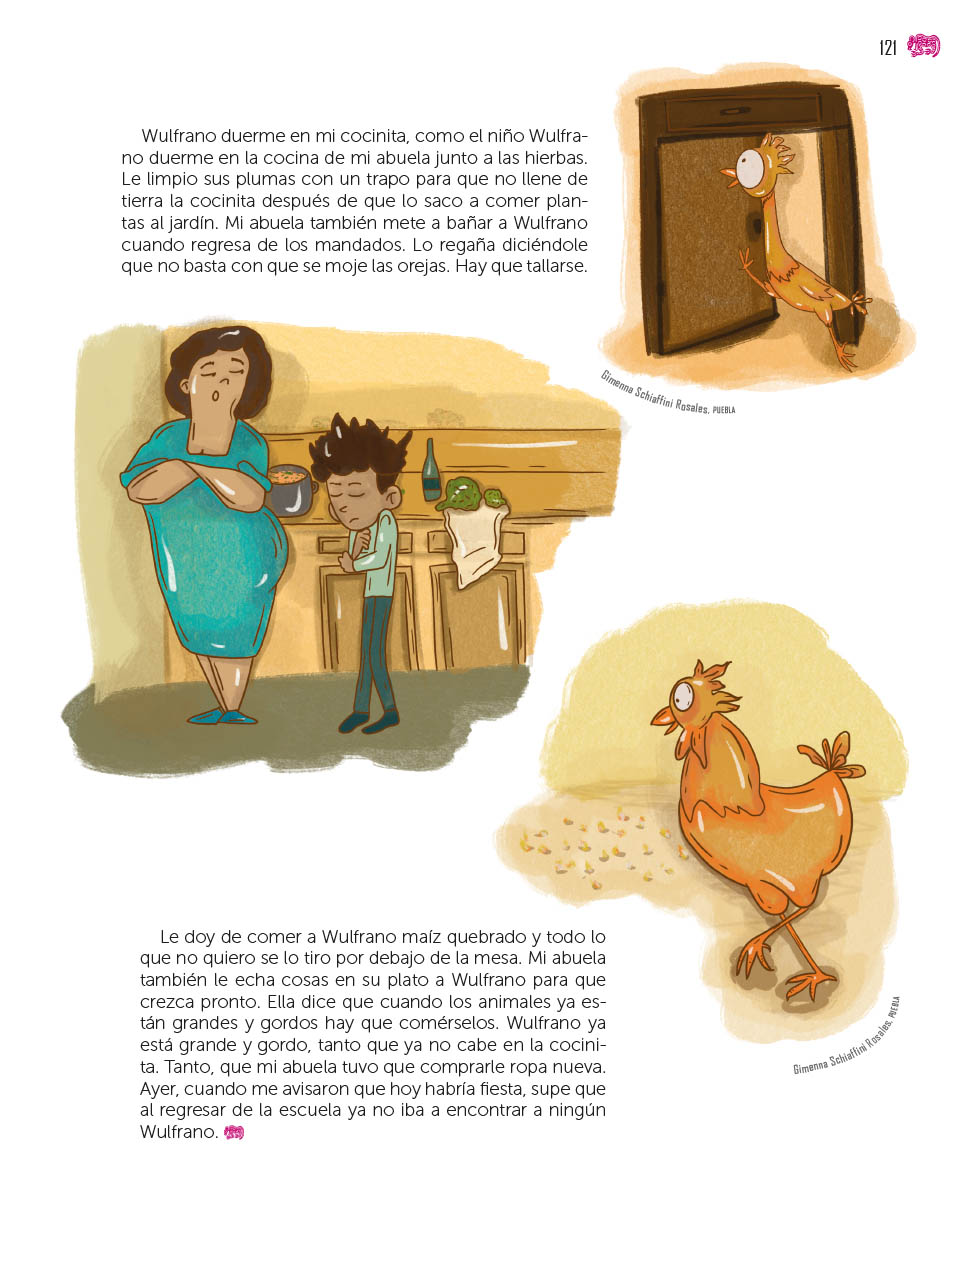 121
Wulfrano duerme en mi cocinita, como el niño Wulfra-
no duerme en la cocina de mi abuela junto a las hierbas.
Le limpio sus plumas con un trapo para que no llene de
tierra la cocinita después de que lo saco a comer plan-
tas al jardín. Mi abuela también mete a bañar a Wulfrano
cuando regresa de los mandados. Lo regaña diciéndole
que no basta con que se moje las orejas. Hay que tallarse.
Gimenna Schiaffini Rosales, PUEBLA
Le doy de comer a Wulfrano maíz quebrado y todo lo
que no quiero se lo tiro por debajo de la mesa. Mi abuela
también le echa cosas en su plato a Wulfrano para que
crezca pronto. Ella dice que cuando los animales ya es-
tán grandes y gordos hay que comérselos. Wulfrano ya
está grande y gordo, tanto que ya no cabe en la cocini-
ta. Tanto, que mi abuela tuvo que comprarle ropa nueva.
Ayer, cuando me avisaron que hoy habría fiesta, supe que
al regresar de la escuela ya no iba a encontrar a ningún
Wulfrano.
Gimenna Schiaffini Rosales, PUEBLA